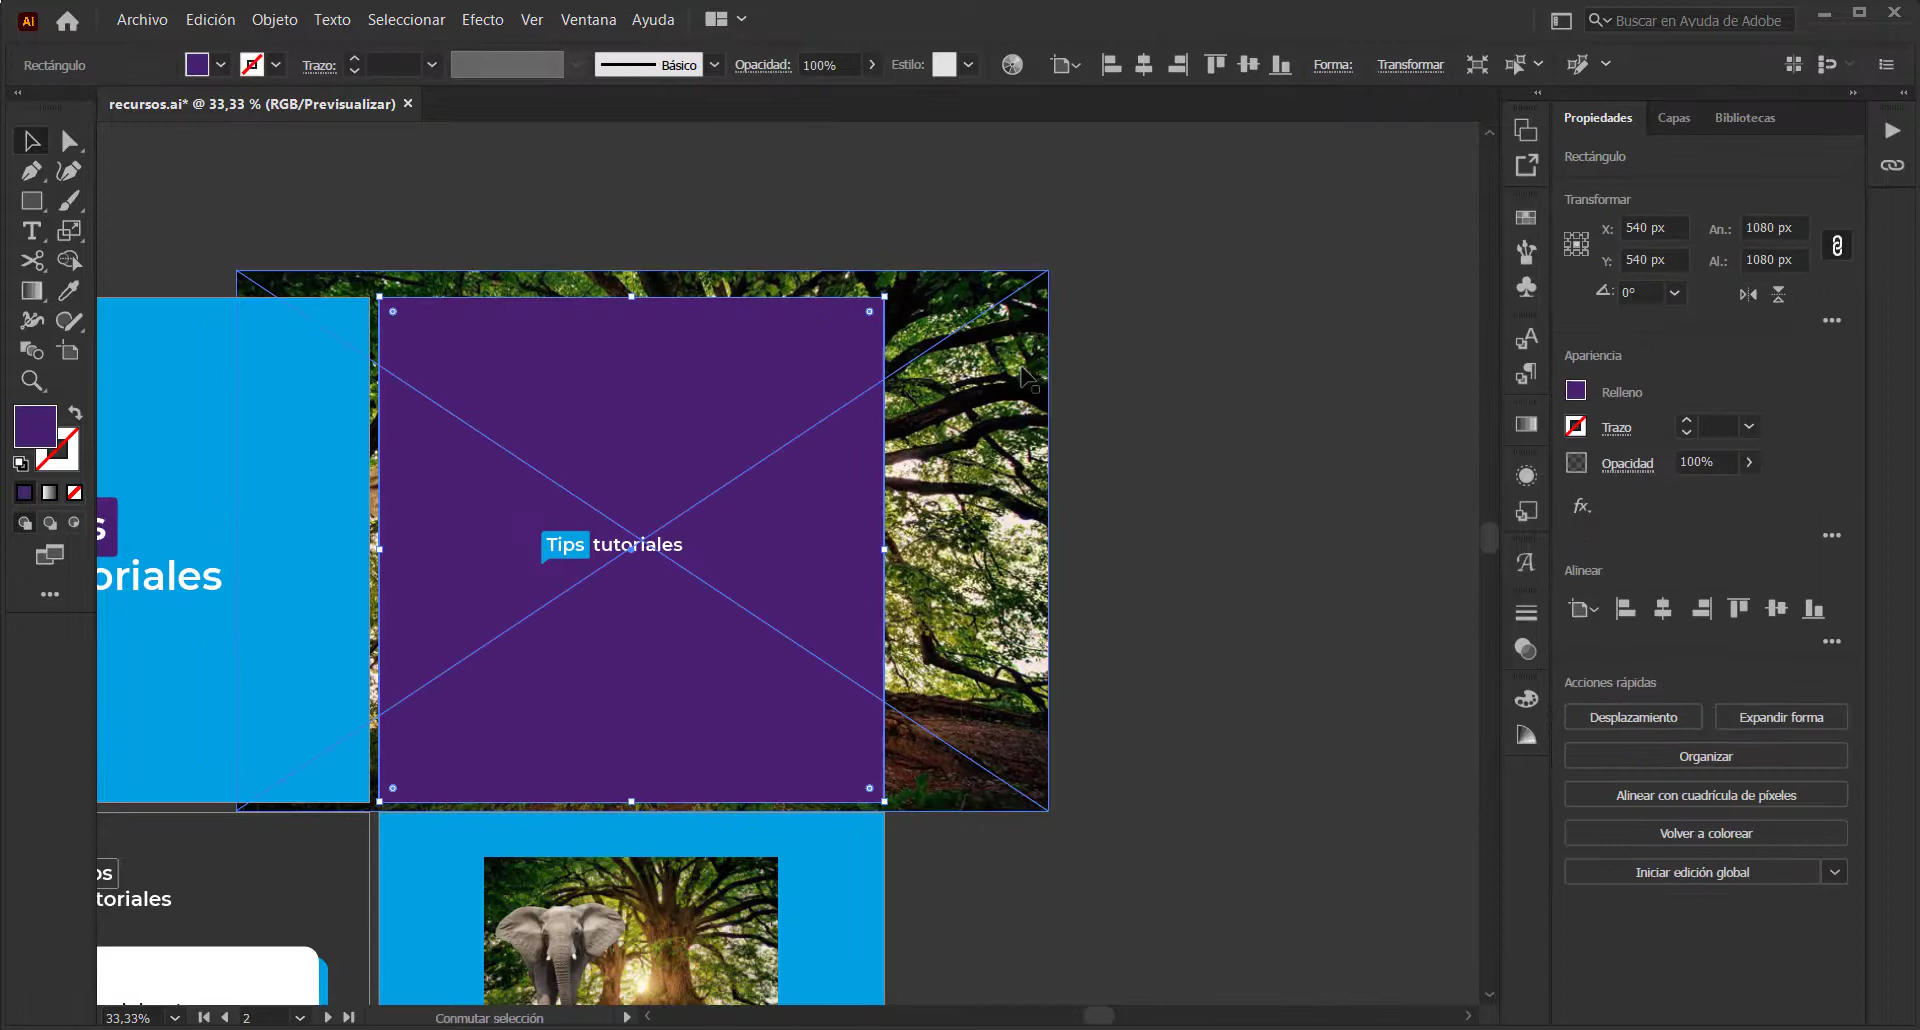 Ai
Archivo Edición Objeto Texto Seleccionar Efecto Ver Ventana Ayuda
Buscar en Ayuda de Adobe
Rectángulo Trazo: Básico Opacidad: 100% Estilo: Forma: Transformar
recursos.ai* @ 33,33 % (RGB/Previsualizar) ×
s
oriales
Tips tutoriales
os
toriales
33,33% 2 Conmutar selección
Propiedades Capas Bibliotecas
Rectángulo
Transformar
X: 540 px An.: 1080 px
Y: 540 px Al.: 1080 px
0°
Apariencia
Relleno
Trazo
Opacidad 100%
fx.
Alinear
Acciones rápidas
Desplazamiento Expandir forma
Organizar
Alinear con cuadrícula de píxeles
Volver a colorear
Iniciar edición global